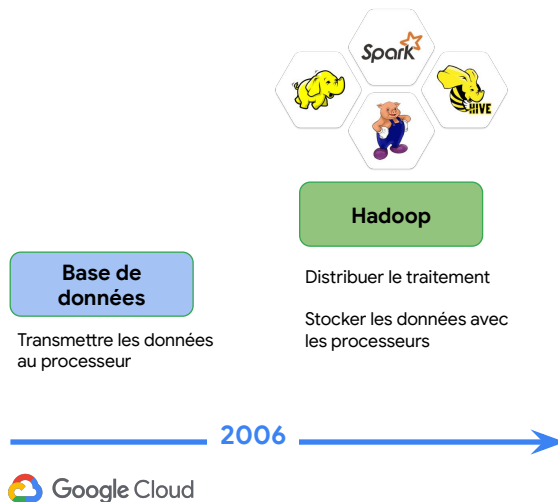 Spark
HIVE
Hadoop
Distribuer le traitement
Stocker les données avec
les processeurs
Base de
données
Transmettre les données
au processeur
2006
Google Cloud